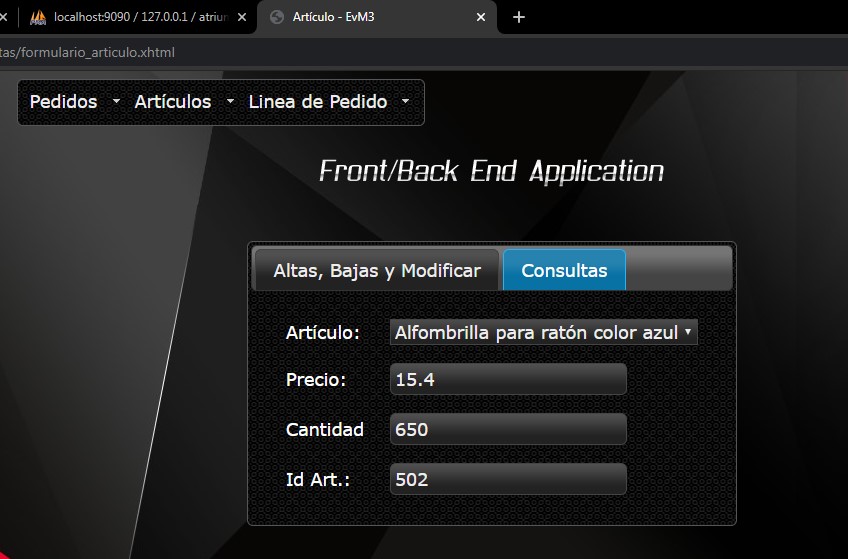 localhost:9090 / 127.0.0.1 / atrium
Artículo - EvM3
tas/formulario_articulo.xhtml
Pedidos Artículos Linea de Pedido
Front/Back End Application
Altas, Bajas y Modificar Consultas
Artículo: Alfombrilla para ratón color azul
Precio: 15.4
Cantidad 650
Id Art.: 502